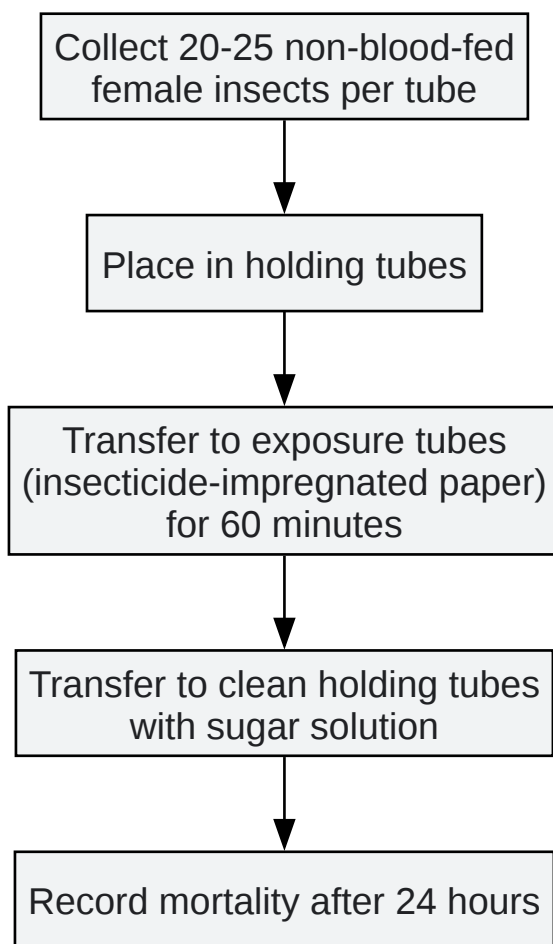 Collect 20-25 non-blood-fed
female insects per tube
Place in holding tubes
Transfer to exposure tubes
(insecticide-impregnated paper)
for 60 minutes
Transfer to clean holding tubes
with sugar solution
Record mortality after 24 hours